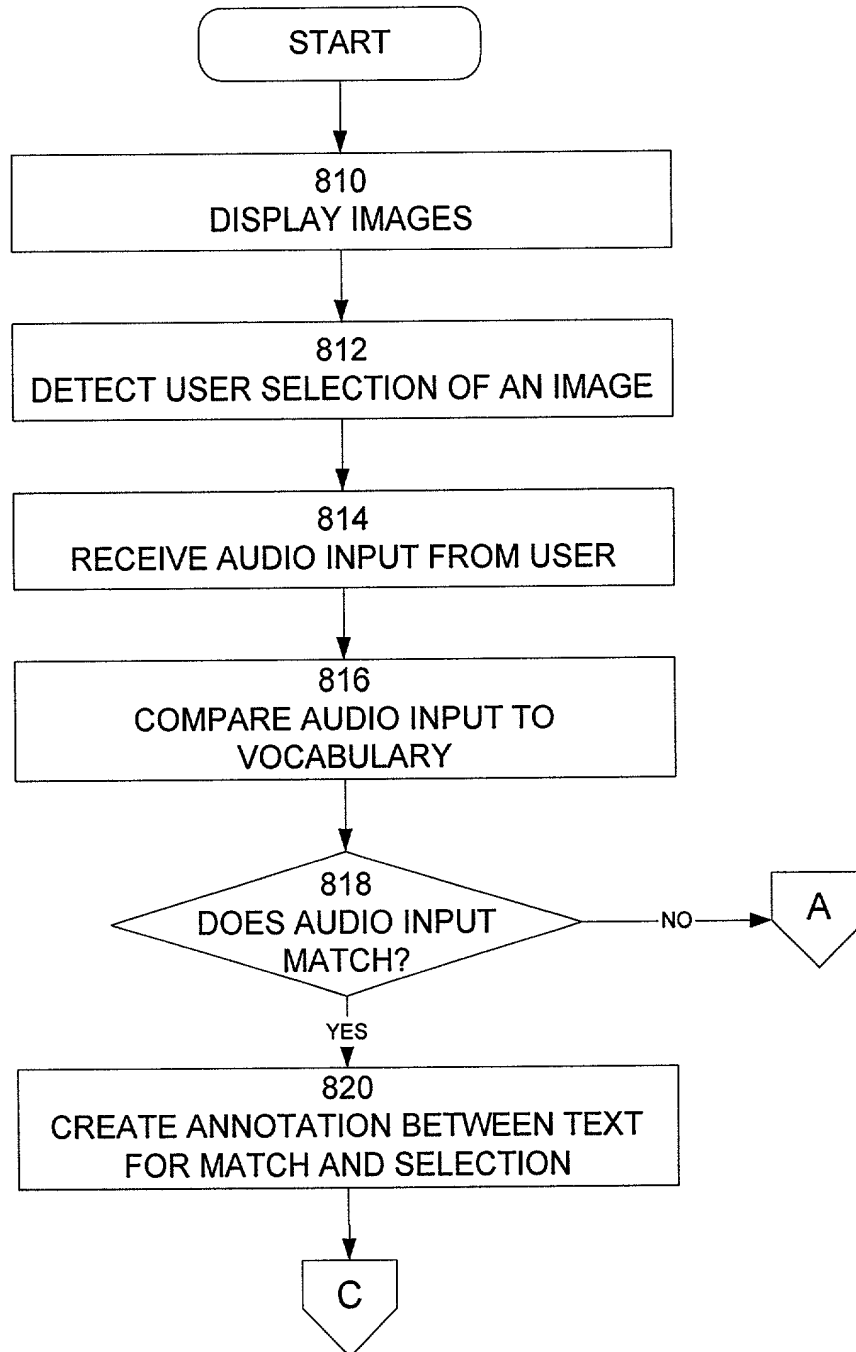 START
810
DISPLAY IMAGES
812
DETECT USER SELECTION OF AN IMAGE
814
RECEIVE AUDIO INPUT FROM USER
816
COMPARE AUDIO INPUT TO
VOCABULARY
818
DOES AUDIO INPUT
MATCH?
NO
A
YES
820
CREATE ANNOTATION BETWEEN TEXT
FOR MATCH AND SELECTION
C